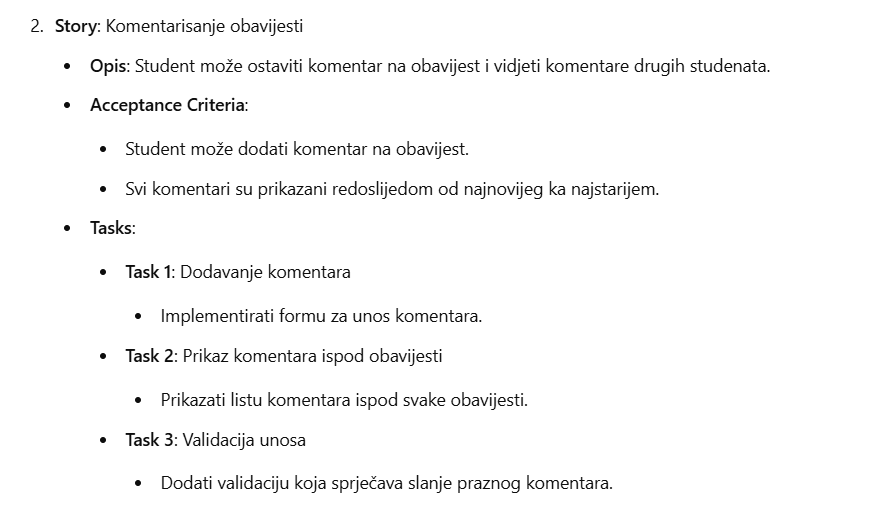 2. Story: Komentarisanje obavijesti
• Opis: Student može ostaviti komentar na obavijest i vidjeti komentare drugih studenata.
• Acceptance Criteria:
• Student može dodati komentar na obavijest.
• Svi komentari su prikazani redoslijedom od najnovijeg ka najstarijem.
• Tasks:
• Task 1: Dodavanje komentara
• Implementirati formu za unos komentara.
• Task 2: Prikaz komentara ispod obavijesti
• Prikazati listu komentara ispod svake obavijesti.
• Task 3: Validacija unosa
• Dodati validaciju koja sprječava slanje praznog komentara.